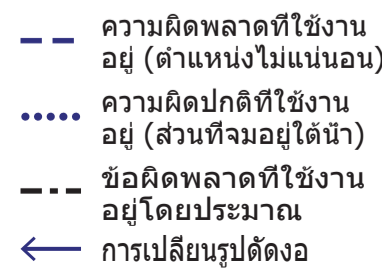 ความผิดพลาดที่ใช้งาน
อยู่ (ตำแหน่งไม่แน่นอน)
ความผิดปกติที่ใช้งาน
อยู่ (ส่วนที่จมอยู่ใต้น้ำ)
ข้อผิดพลาดที่ใช้งาน
อยู่โดยประมาณ
การเปลี่ยนรูปดัดงอ